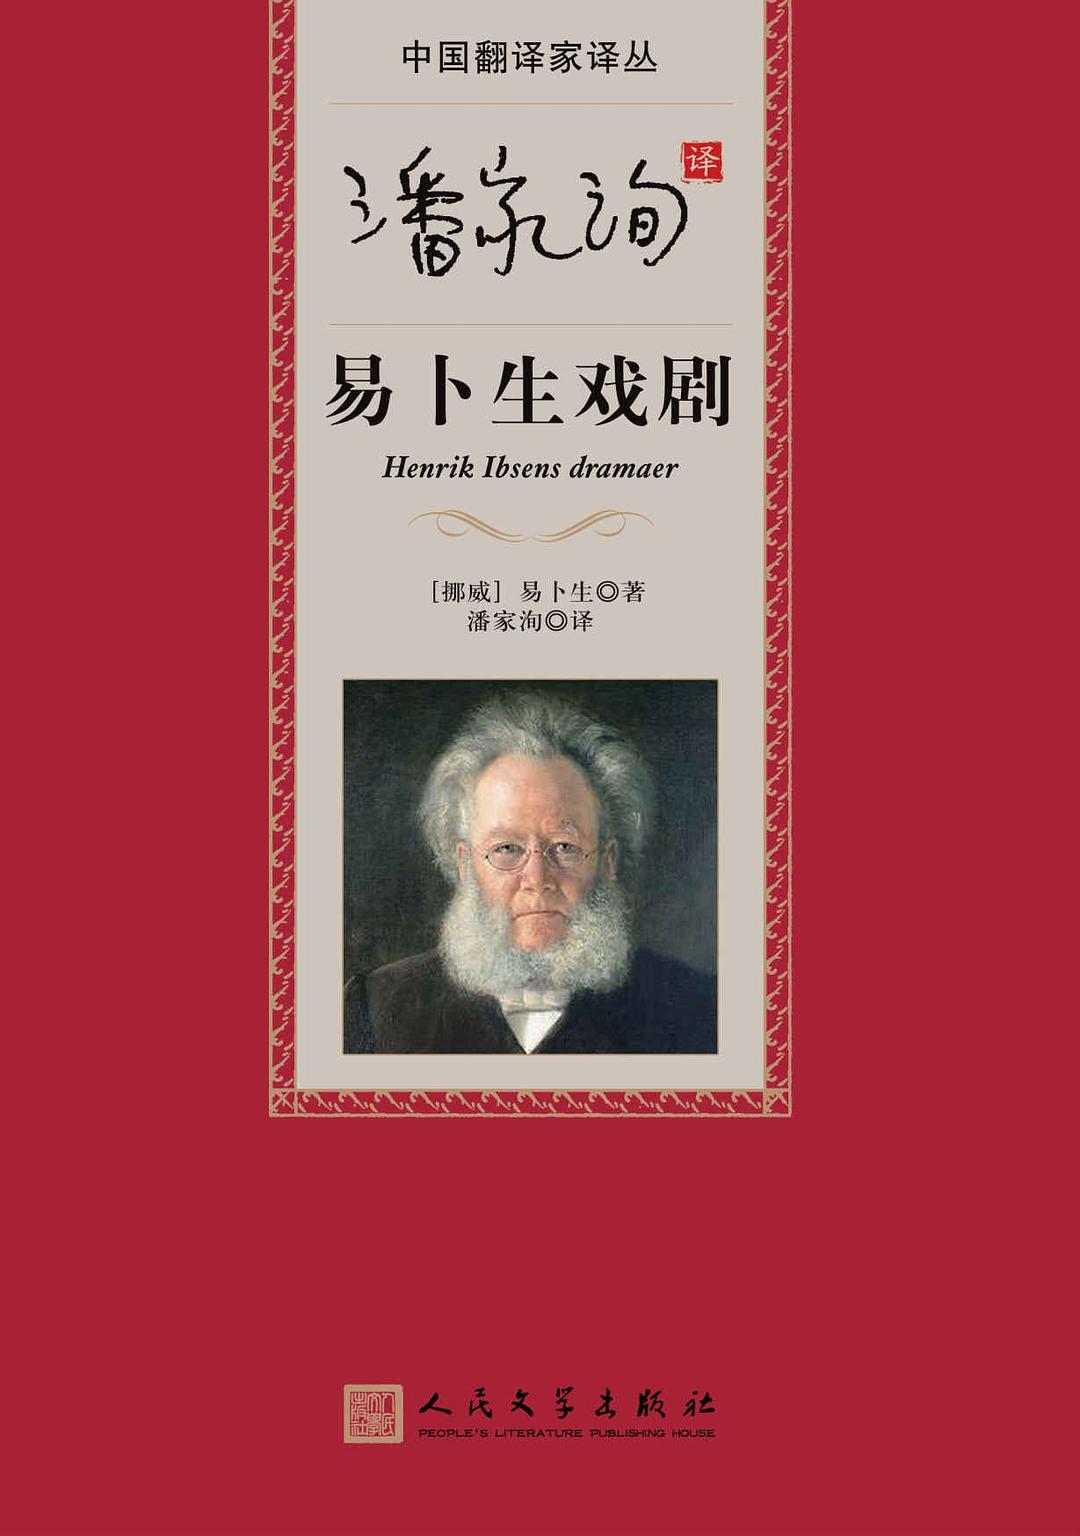 中国翻译家译丛
潘家洵 译
易卜生戏剧
Henrik Ibsens dramaer
［挪威］易卜生◎著
潘家洵◎译
人民文学出版社
PEOPLE'S LITERATURE PUBLISHING HOUSE